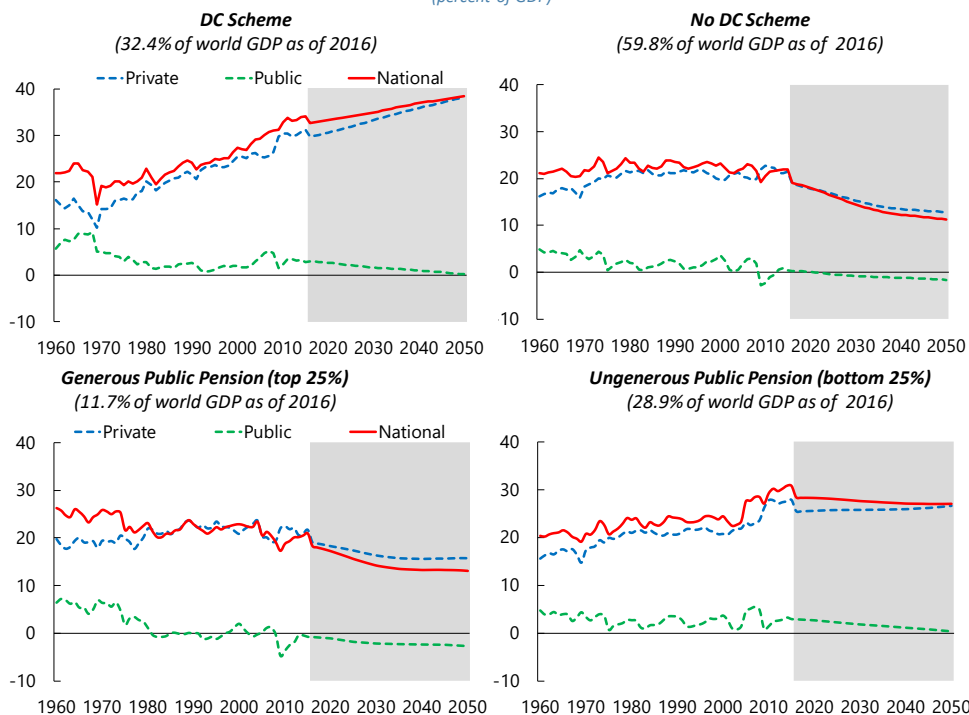 (percent of GDP)
DC Scheme
(32.4% of world GDP as of 2016)
Private Public National
40
30
20
10
0
-10
1960 1970 1980 1990 2000 2010 2020 2030 2040 2050
No DC Scheme
(59.8% of world GDP as of 2016)
40
30
20
10
0
-10
1960 1970 1980 1990 2000 2010 2020 2030 2040 2050
Generous Public Pension (top 25%)
(11.7% of world GDP as of 2016)
Private Public National
40
30
20
10
0
-10
1960 1970 1980 1990 2000 2010 2020 2030 2040 2050
Ungenerous Public Pension (bottom 25%)
(28.9% of world GDP as of 2016)
40
30
20
10
0
-10
1960 1970 1980 1990 2000 2010 2020 2030 2040 2050